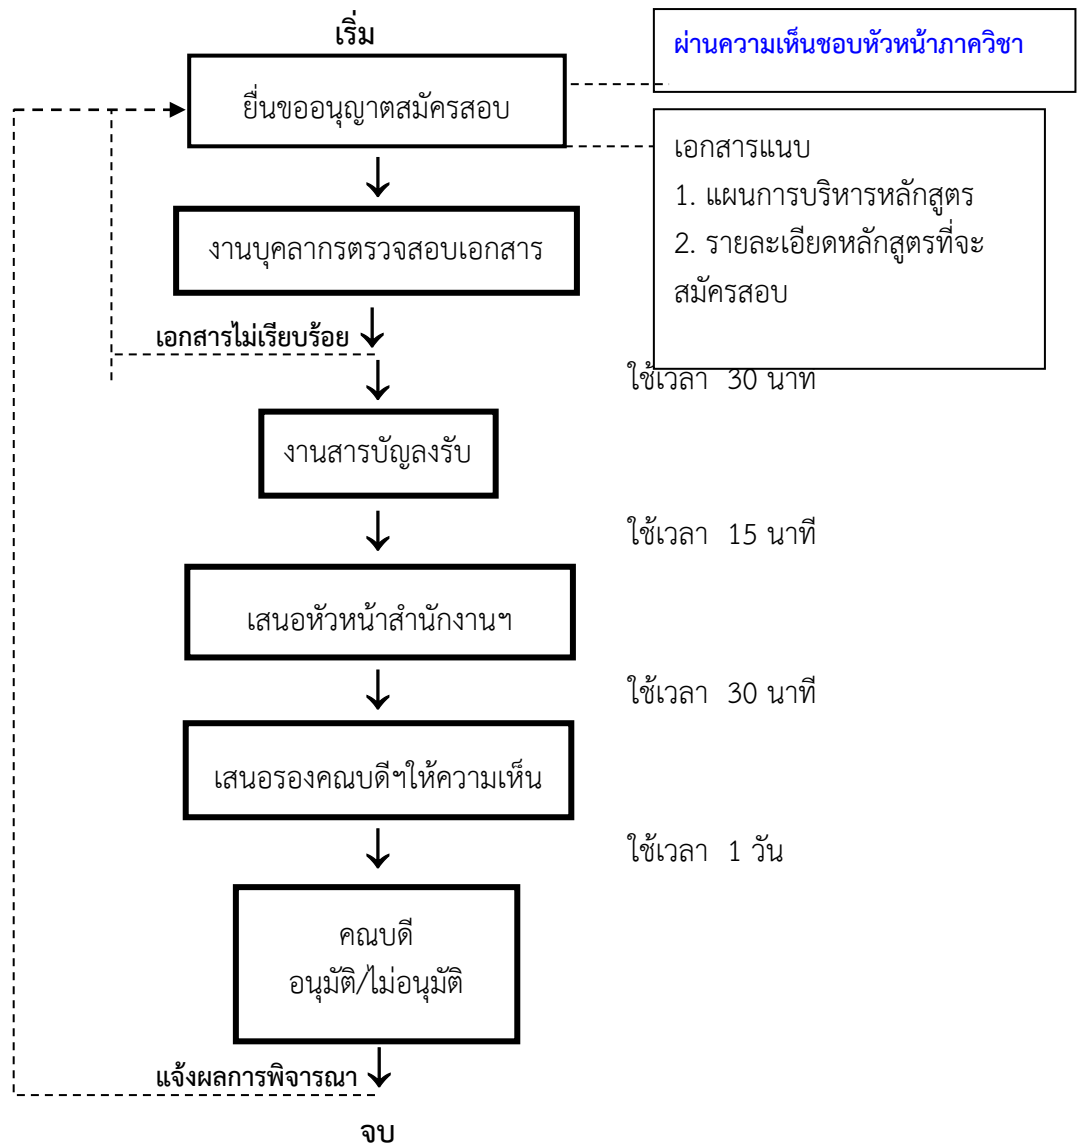 เริ่ม
ผ่านความเห็นชอบหัวหน้าภาควิชา
ยื่นขออนุญาตสมัครสอบ
เอกสารแนบ
1. แผนการบริหารหลักสูตร
2. รายละเอียดหลักสูตรที่จะ
สมัครสอบ
งานบุคลากรตรวจสอบเอกสาร
เอกสารไม่เรียบร้อย
ใช้เวลา 30 นาที
งานสารบัญลงรับ
ใช้เวลา 15 นาที
เสนอหัวหน้าสำนักงานฯ
ใช้เวลา 30 นาที
เสนอรองคณบดีฯให้ความเห็น
ใช้เวลา 1 วัน
คณบดี
อนุมัติ/ไม่อนุมัติ
แจ้งผลการพิจารณา
จบ